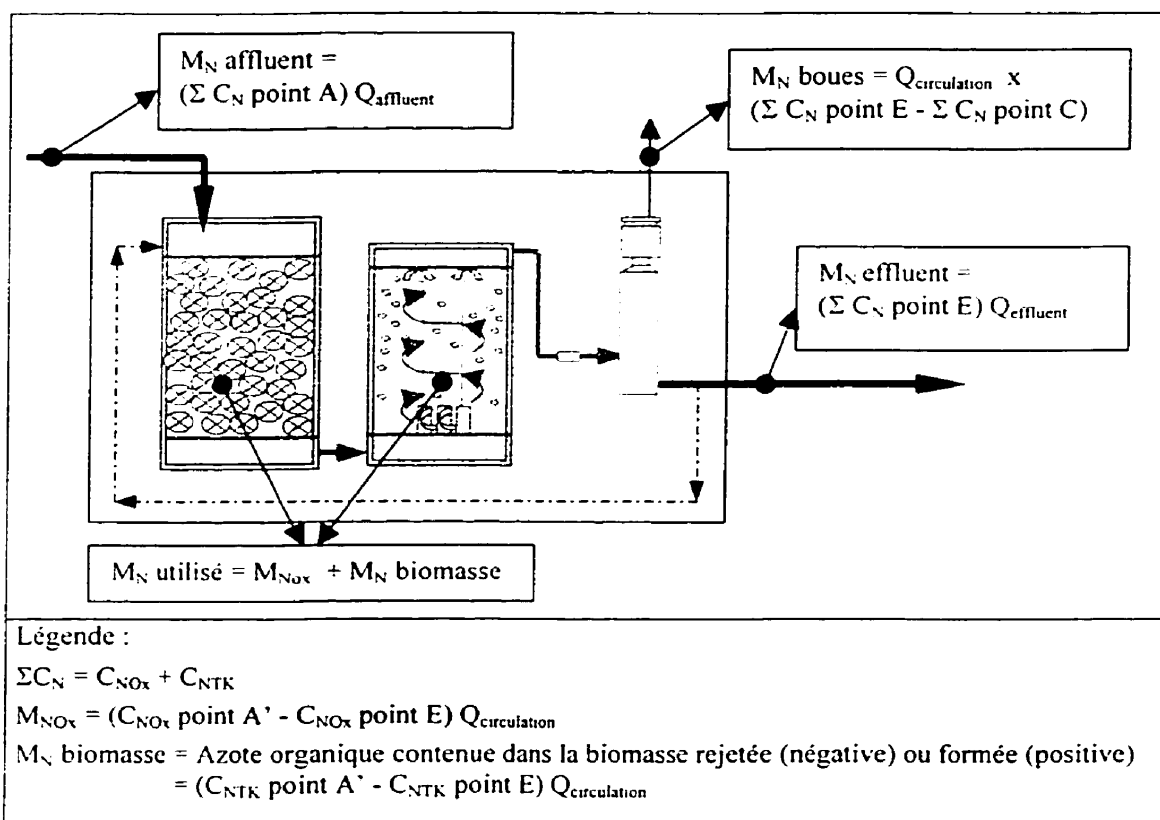 M_N affluent =
(Σ C_N point A) Q_affluent
M_N boues = Q_circulation x
(Σ C_N point E - Σ C_N point C)
M_N effluent =
(Σ C_N point E) Q_effluent
M_N utilisé = M_Nox + M_N biomasse
Légende :
ΣC_N = C_NOx + C_NTK
M_NOx = (C_NOx point A' - C_NOx point E) Q_circulation
M_N biomasse = Azote organique contenue dans la biomasse rejetée (négative) ou formée (positive)
= (C_NTK point A' - C_NTK point E) Q_circulation